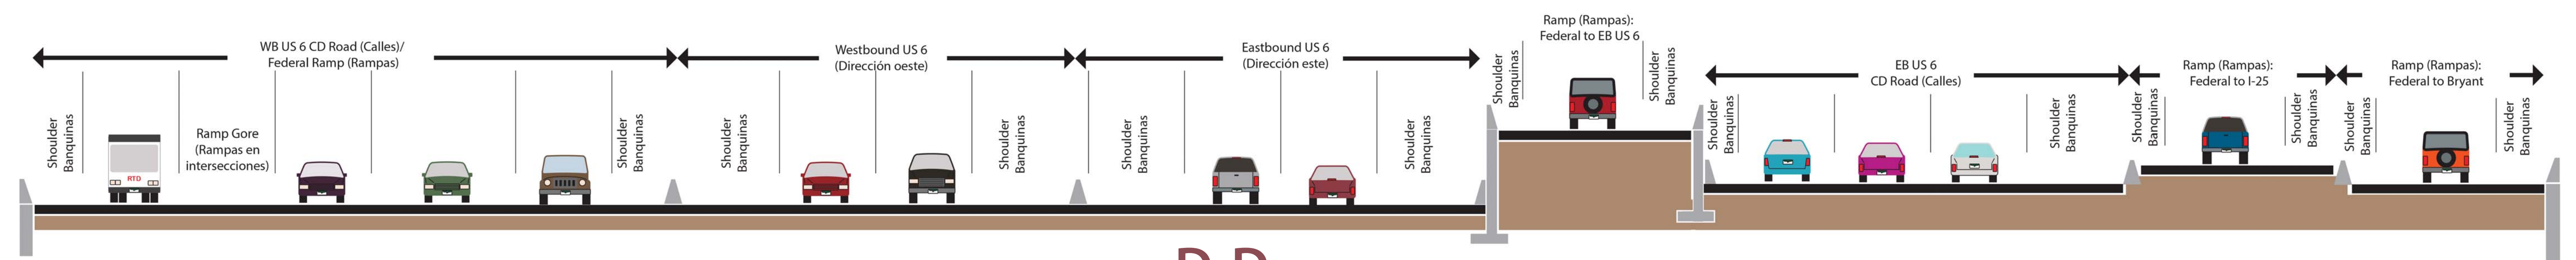 WB US 6 CD Road (Calles)/
Federal Ramp (Rampas)
Shoulder
Banquinas
RTD
Ramp Gore
(Rampas en
intersecciones)
Shoulder
Banquinas
Westbound US 6
(Dirección oeste)
Shoulder
Banquinas
Shoulder
Banquinas
Eastbound US 6
(Dirección este)
Shoulder
Banquinas
Shoulder
Banquinas
Ramp (Rampas):
Federal to EB US 6
Shoulder
Banquinas
Shoulder
Banquinas
EB US 6
CD Road (Calles)
Shoulder
Banquinas
Shoulder
Banquinas
Ramp (Rampas):
Federal to I-25
Shoulder
Banquinas
Shoulder
Banquinas
Ramp (Rampas):
Federal to Bryant
Shoulder
Banquinas
Shoulder
Banquinas